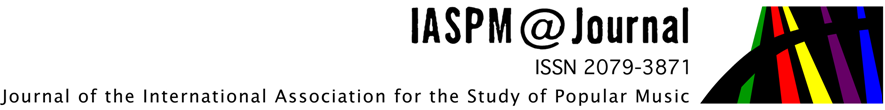 IASPM@Journal
ISSN 2079-3871
Journal of the International Association for the Study of Popular Music